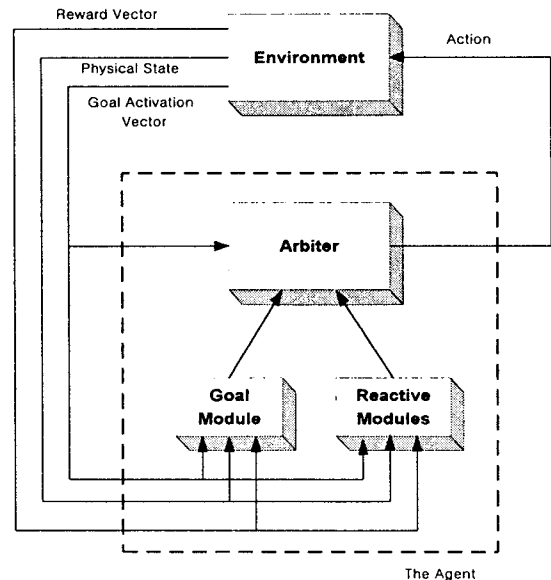 Reward Vector
Environment
Action
Physical State
Goal Activation
Vector
Arbiter
Goal
Module
Reactive
Modules
The Agent